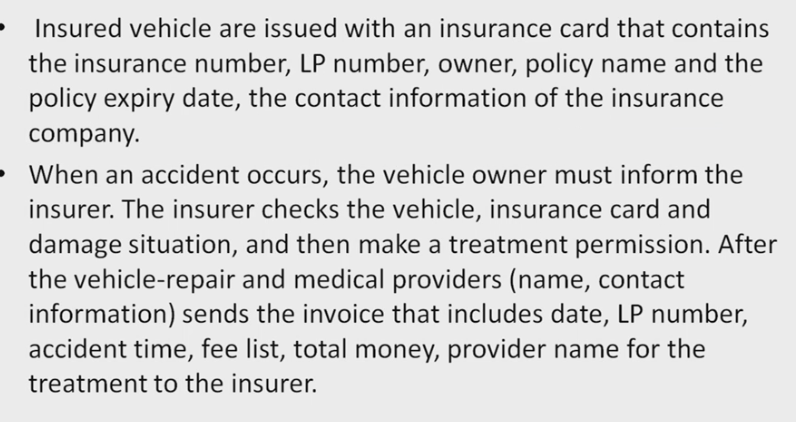 • Insured vehicle are issued with an insurance card that contains
the insurance number, LP number, owner, policy name and the
policy expiry date, the contact information of the insurance
company.
• When an accident occurs, the vehicle owner must inform the
insurer. The insurer checks the vehicle, insurance card and
damage situation, and then make a treatment permission. After
the vehicle-repair and medical providers (name, contact
information) sends the invoice that includes date, LP number,
accident time, fee list, total money, provider name for the
treatment to the insurer.